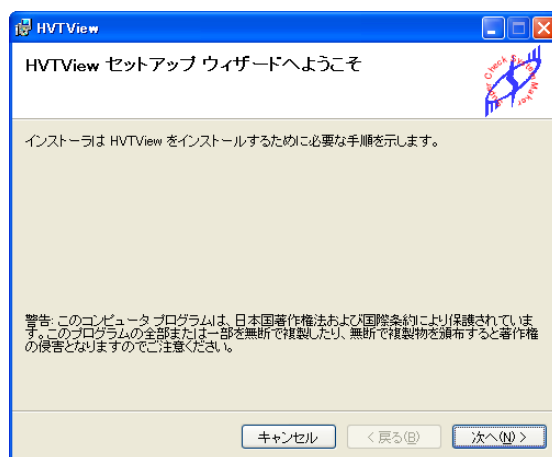 HVTView
HVTView セットアップ ウィザードへようこそ
Check System Maker
インストーラは HVTView をインストールするために必要な手順を示します。
警告: このコンピュータ プログラムは、日本国著作権法および国際条約により保護されていま
す。このプログラムの全部または一部を無断で複製したり、無断で複製物を頒布すると著作権
の侵害となりますのでご注意ください。
キャンセル
< 戻る(B)
次へ(N) >